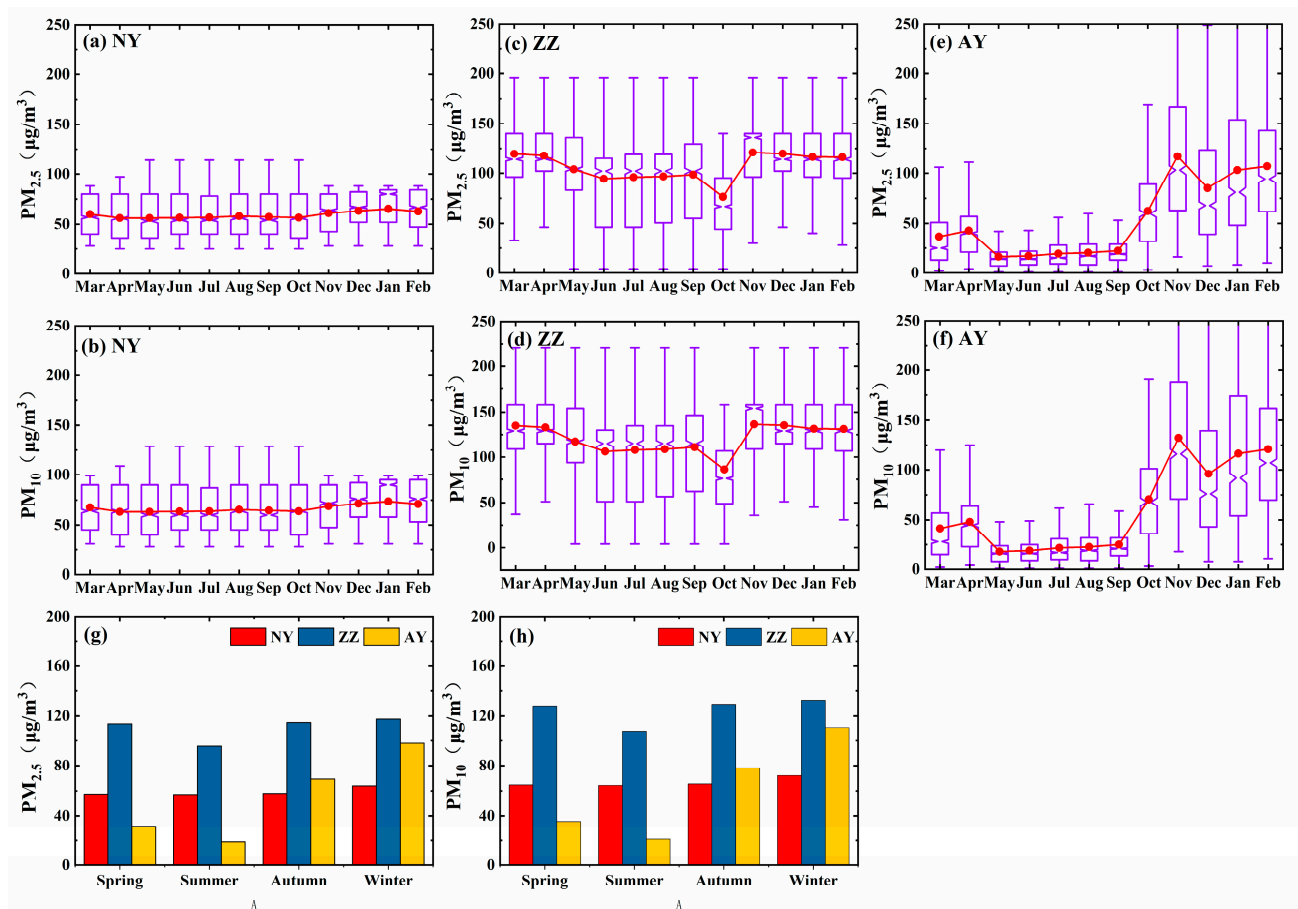 (a) NY
PM2.5 (μg/m³)
250
200
150
100
50
0
Mar Apr May Jun Jul Aug Sep Oct Nov Dec Jan Feb
(c) ZZ
PM2.5 (μg/m³)
250
200
150
100
50
0
Mar Apr May Jun Jul Aug Sep Oct Nov Dec Jan Feb
(e) AY
PM2.5 (μg/m³)
250
200
150
100
50
0
Mar Apr May Jun Jul Aug Sep Oct Nov Dec Jan Feb
(b) NY
PM10 (μg/m³)
250
200
150
100
50
0
Mar Apr May Jun Jul Aug Sep Oct Nov Dec Jan Feb
(d) ZZ
PM10 (μg/m³)
250
200
150
100
50
0
Mar Apr May Jun Jul Aug Sep Oct Nov Dec Jan Feb
(f) AY
PM10 (μg/m³)
250
200
150
100
50
0
Mar Apr May Jun Jul Aug Sep Oct Nov Dec Jan Feb
(g)
NY ZZ AY
PM2.5 (μg/m³)
200
160
120
80
40
0
Spring Summer Autumn Winter
A
(h)
NY ZZ AY
PM10 (μg/m³)
200
160
120
80
40
0
Spring Summer Autumn Winter
A